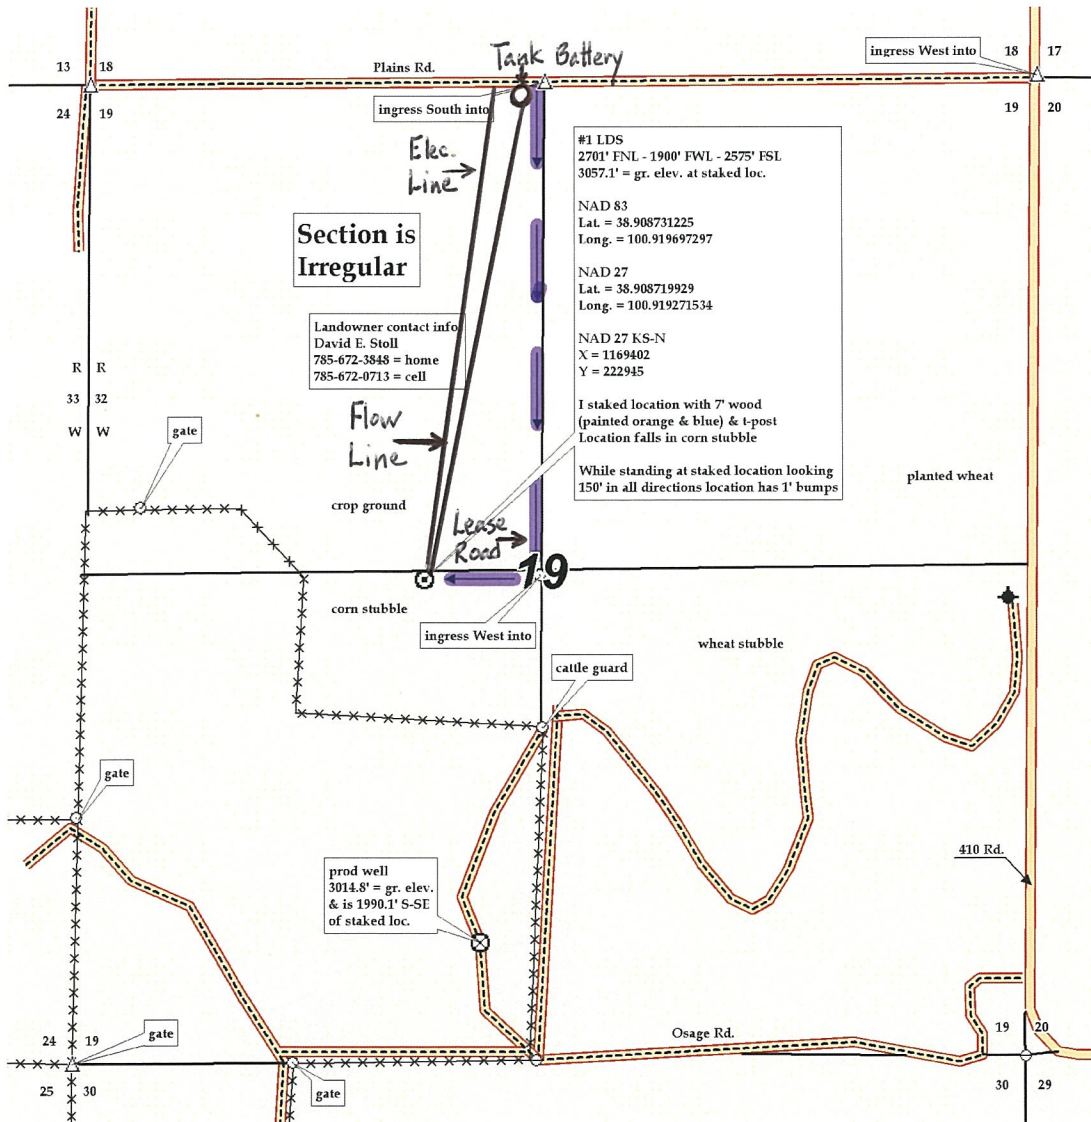 Tank Battery
ingress West into
18
17
13
18
Plains Rd.
24
19
19
20
ingress South into
Elec.
Line
#1 LDS
2701' FNL - 1900' FWL - 2575' FSL
3057.1' = gr. elev. at staked loc.
NAD 83
Lat. = 38.908731225
Long. = 100.919697297
NAD 27
Lat. = 38.908719929
Long. = 100.919271534
NAD 27 KS-N
X = 1169402
Y = 222945
I staked location with 7' wood
(painted orange & blue) & t-post
Location falls in corn stubble
While standing at staked location looking
150' in all directions location has 1' bumps
Section is
Irregular
Landowner contact info
David E. Stoll
785-672-3848 = home
785-672-0713 = cell
R R
33 32
W W
gate
Flow
Line
crop ground
planted wheat
Lease
Road
19
corn stubble
ingress West into
wheat stubble
cattle guard
gate
410 Rd.
prod well
3014.8' = gr. elev.
& is 1990.1' S-SE
of staked loc.
24
19
gate
Osage Rd.
19
20
25
30
gate
30
29